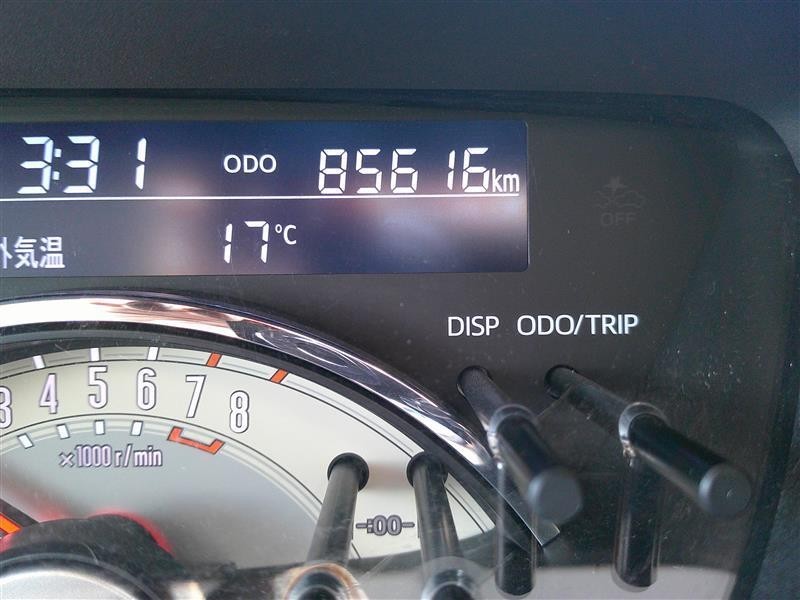 3:31 ODO 85616km
外気温 17°C
OFF
DISP ODO/TRIP
3 4 5 6 7 8
×1000r/min
:00